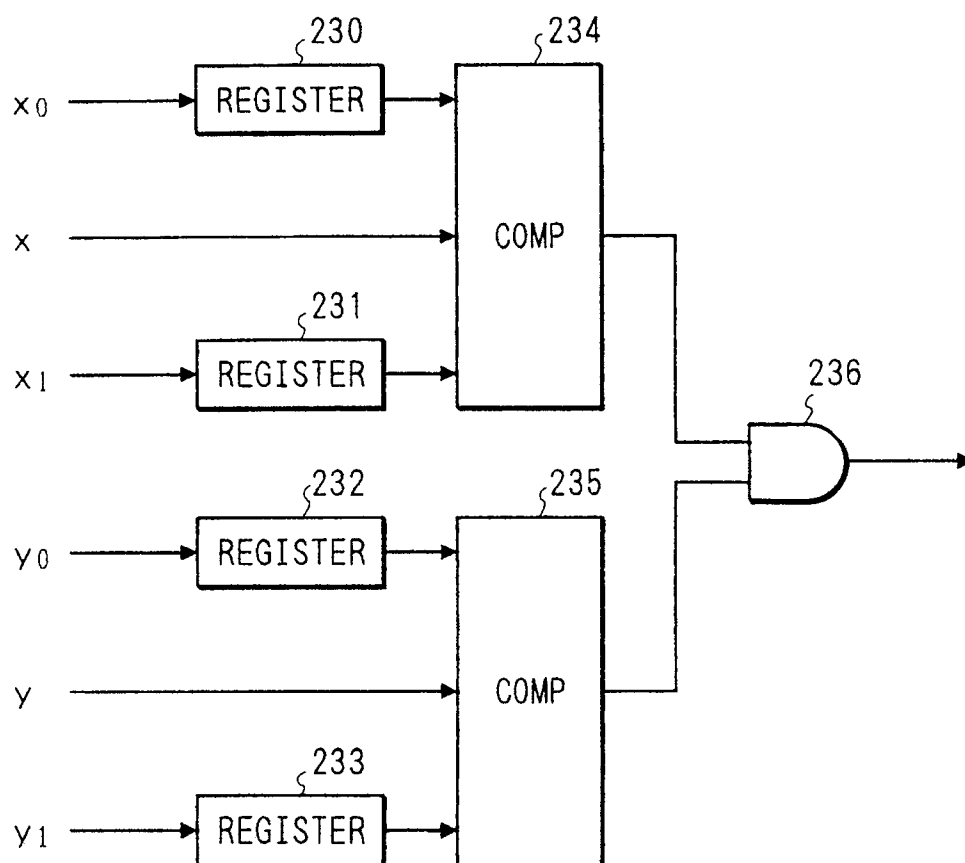 230
234
x0
REGISTER
x
COMP
231
x1
REGISTER
236
232
235
y0
REGISTER
y
COMP
233
y1
REGISTER